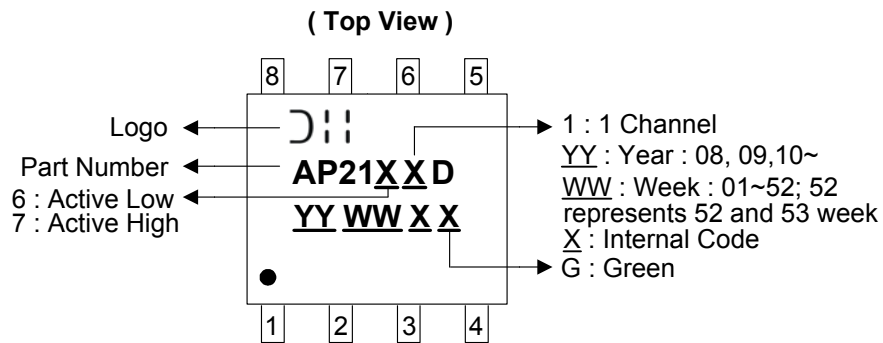 ( Top View )
8 7 6 5
Logo
Part Number
6 : Active Low
7 : Active High
AP21XXD
YY WW X X
1 : 1 Channel
YY : Year : 08, 09,10~
WW : Week : 01~52; 52
represents 52 and 53 week
X : Internal Code
G : Green
1 2 3 4